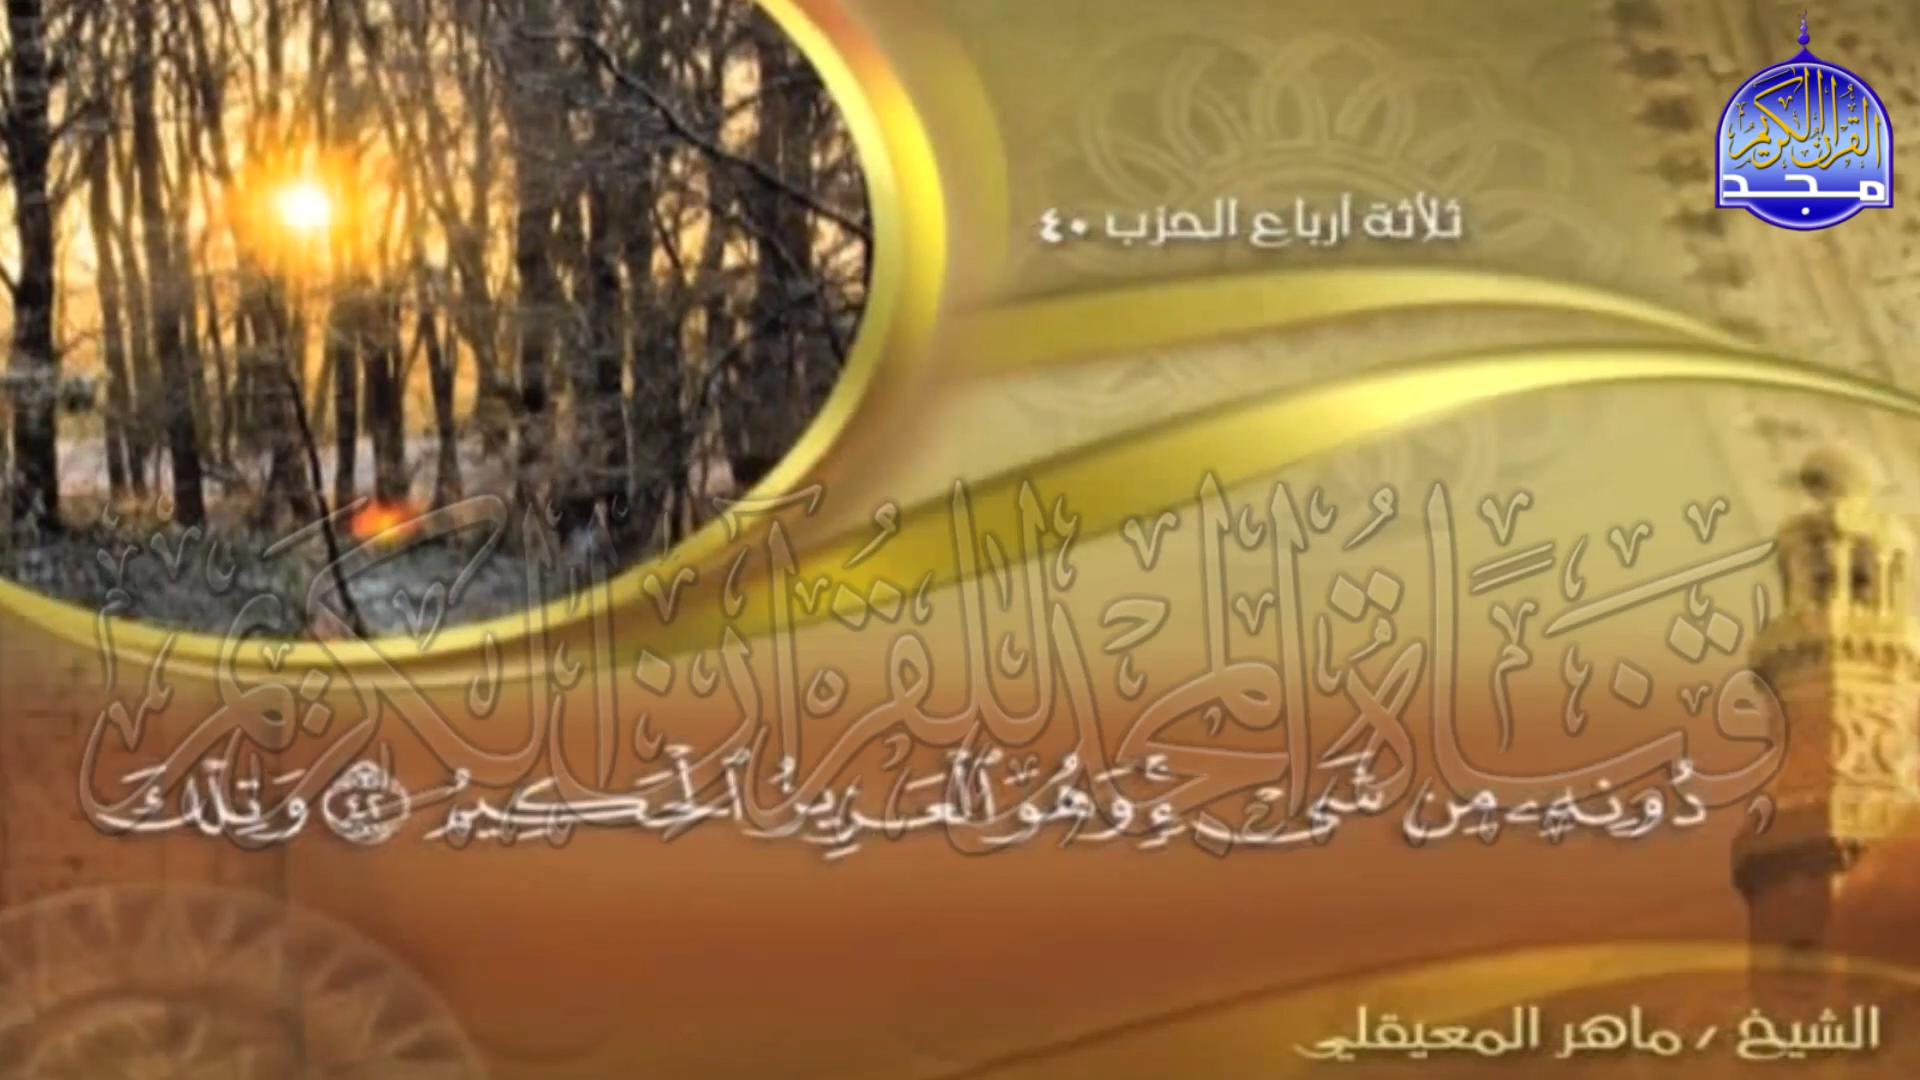 القرآن الكريم
مجد
ثلاثة أرباع الحزب ٤٠
قناة المجد للقرآن الكريم
دُونِهِۦ مِن شَىْءٍ ۚ وَهُوَ ٱلْعَزِيزُ ٱلْحَكِيمُ ٤٢ وَتِلْكَ
الشيخ / ماهر المعيقلي